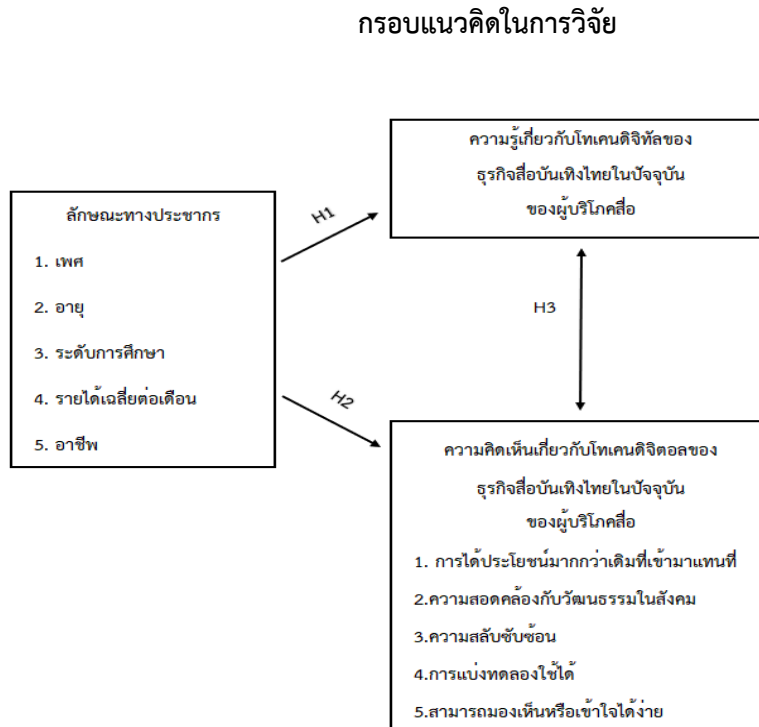 กรอบแนวคิดในการวิจัย
ความรู้เกี่ยวกับโทเคนดิจิทัลของ
ธุรกิจสื่อบันเทิงไทยในปัจจุบัน
ของผู้บริโภคสื่อ
ลักษณะทางประชากร
1. เพศ
2. อายุ
3. ระดับการศึกษา
4. รายได้เฉลี่ยต่อเดือน
5. อาชีพ
H1
H2
H3
ความคิดเห็นเกี่ยวกับโทเคนดิจิตอลของ
ธุรกิจสื่อบันเทิงไทยในปัจจุบัน
ของผู้บริโภคสื่อ
1. การได้ประโยชน์มากกว่าเดิมที่เข้ามาแทนที่
2.ความสอดคล้องกับวัฒนธรรมในสังคม
3.ความสลับซับซ้อน
4.การแบ่งทดลองใช้ได้
5.สามารถมองเห็นหรือเข้าใจได้ง่าย